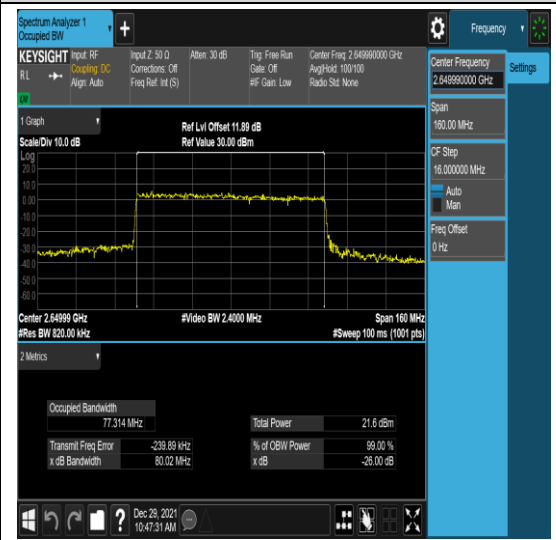 Spectrum Analyzer 1
Occupied BW
+
Frequency
KEYSIGHT
RL
Input: RF
Coupling: DC
Align: Auto
Input Z: 50 Ω
Corrections: Off
Freq Ref: Int (S)
Atten: 30 dB
Trig: Free Run
Gate: Off
#IF Gain: Low
Center Freq: 2.649990000 GHz
Avg|Hold: 100/100
Radio Std: None
Center Frequency
2.649990000 GHz
Settings
Span
160.00 MHz
CF Step
16.000000 MHz
Auto
Man
Freq Offset
0 Hz
1 Graph
Scale/Div 10.0 dB
Ref Lvl Offset 11.89 dB
Ref Value 30.00 dBm
Log
20.0
10.0
0.00
-10.0
-20.0
-30.0
-40.0
-50.0
-60.0
Center 2.64999 GHz
#Res BW 820.00 kHz
#Video BW 2.4000 MHz
Span 160 MHz
#Sweep 100 ms (1001 pts)
2 Metrics
Occupied Bandwidth
77.314 MHz
Total Power 21.6 dBm
Transmit Freq Error -239.89 kHz
% of OBW Power 99.00 %
x dB Bandwidth 80.02 MHz
x dB -26.00 dB
?
Dec 29, 2021
10:47:31 AM